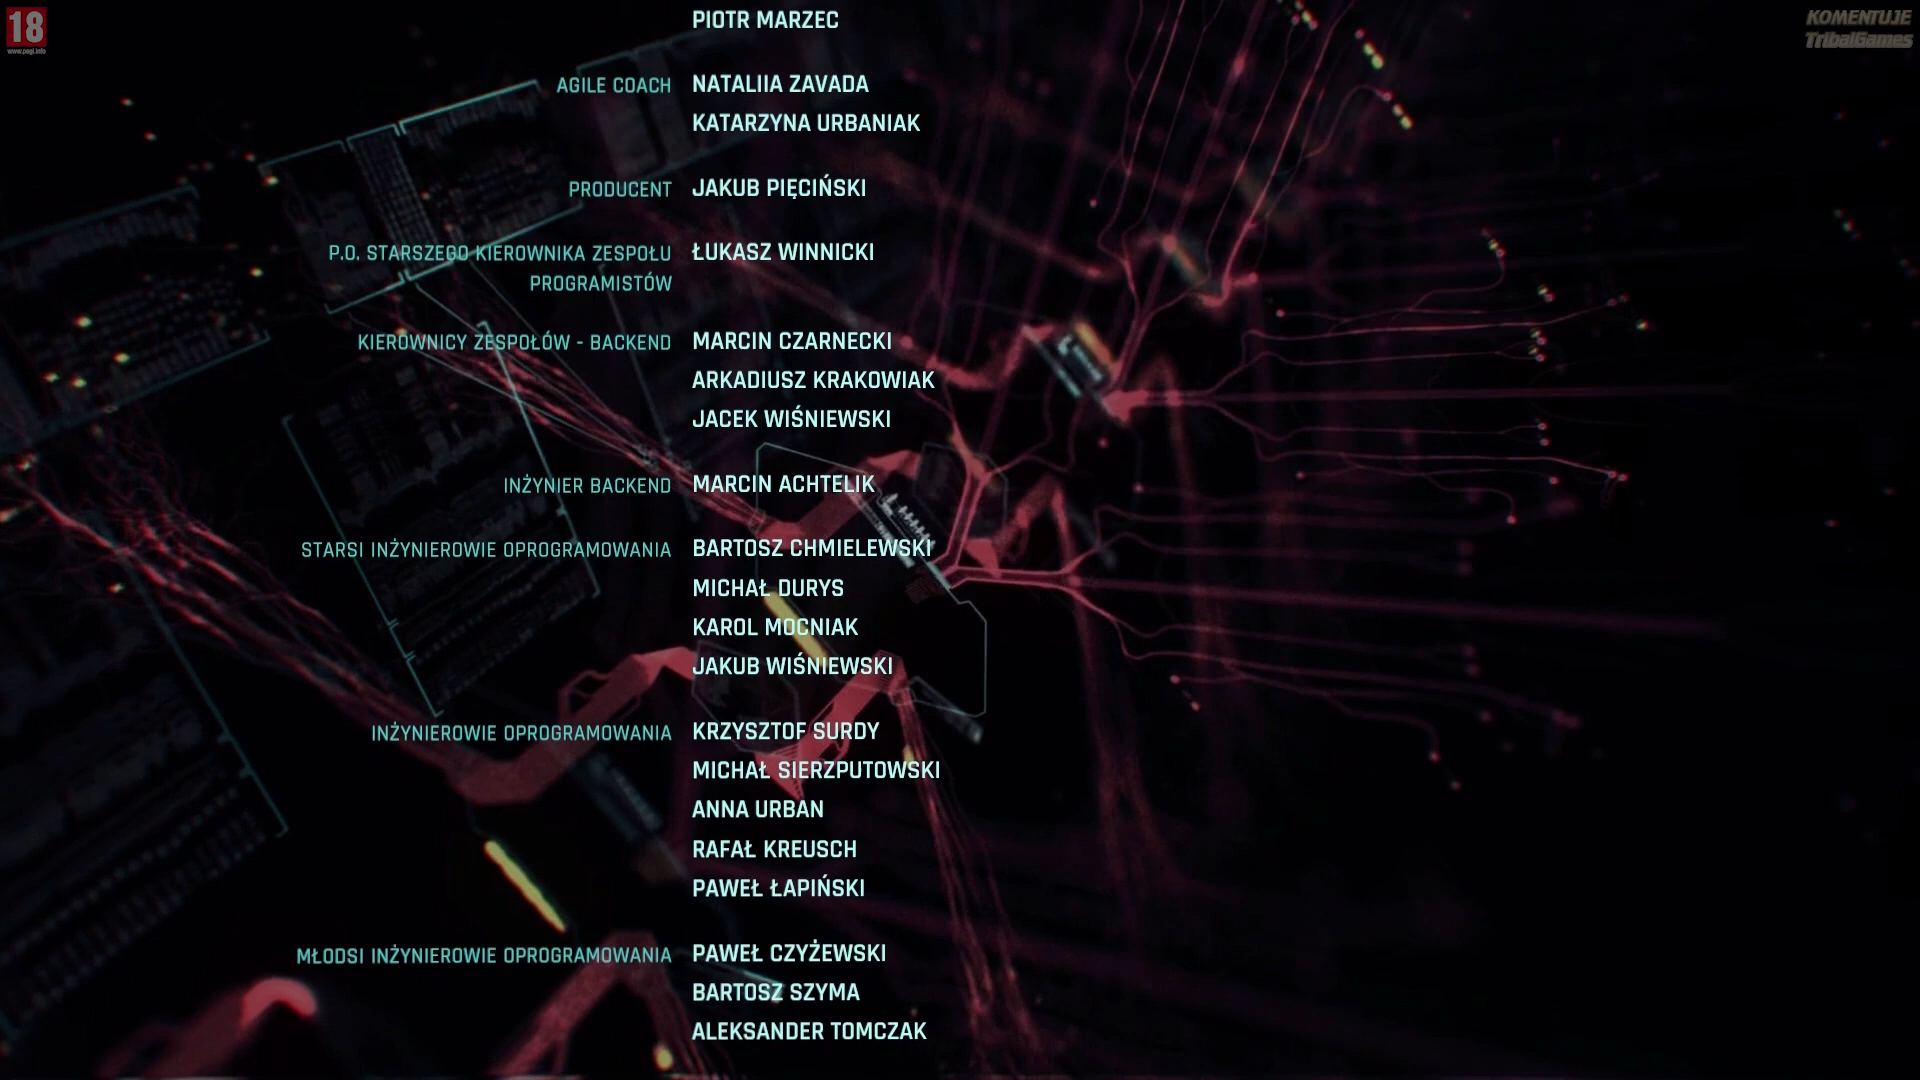 18
www.pegi.info
KOMENTUJE
TribalGames
PIOTR MARZEC
AGILE COACH NATALIIA ZAVADA
KATARZYNA URBANIAK
PRODUCENT JAKUB PIĘCIŃSKI
P.O. STARSZEGO KIEROWNIKA ZESPOŁU ŁUKASZ WINNICKI
PROGRAMISTÓW
KIEROWNICY ZESPOŁÓW - BACKEND MARCIN CZARNECKI
ARKADIUSZ KRAKOWIAK
JACEK WIŚNIEWSKI
INŻYNIER BACKEND MARCIN ACHTELIK
STARSI INŻYNIEROWIE OPROGRAMOWANIA BARTOSZ CHMIELEWSKI
MICHAŁ DURYS
KAROL MOCNIAK
JAKUB WIŚNIEWSKI
INŻYNIEROWIE OPROGRAMOWANIA KRZYSZTOF SURDY
MICHAŁ SIERZPUTOWSKI
ANNA URBAN
RAFAŁ KREUSCH
PAWEŁ ŁAPIŃSKI
MŁODSI INŻYNIEROWIE OPROGRAMOWANIA PAWEŁ CZYŻEWSKI
BARTOSZ SZYMA
ALEKSANDER TOMCZAK